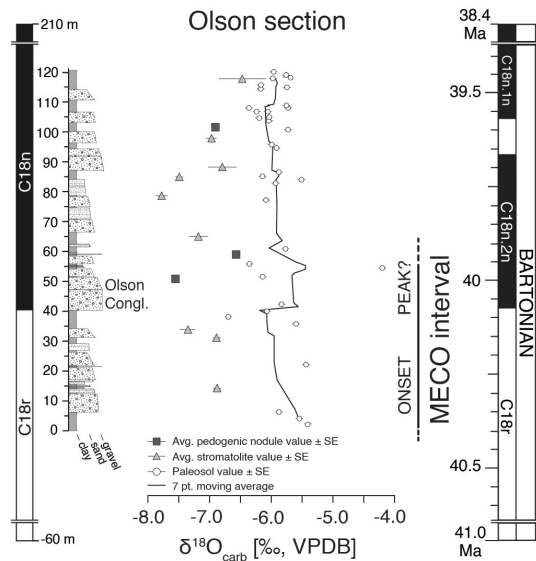 Olson section
210 m
38.4
Ma
C18n
C18r
-60 m
120
110
100
90
80
70
60
50
40
30
20
10
0
Olson
Congl.
clay
sand
gravel
Avg. pedogenic nodule value ± SE
Avg. stromatolite value ± SE
Paleosol value ± SE
7 pt. moving average
-8.0
-7.0
-6.0
-5.0
-4.0
δ18Ocarb [‰, VPDB]
ONSET
PEAK?
MECO interval
C18n.1n
C18n.2n
C18r
BARTONIAN
39.5
40
40.5
41.0
Ma